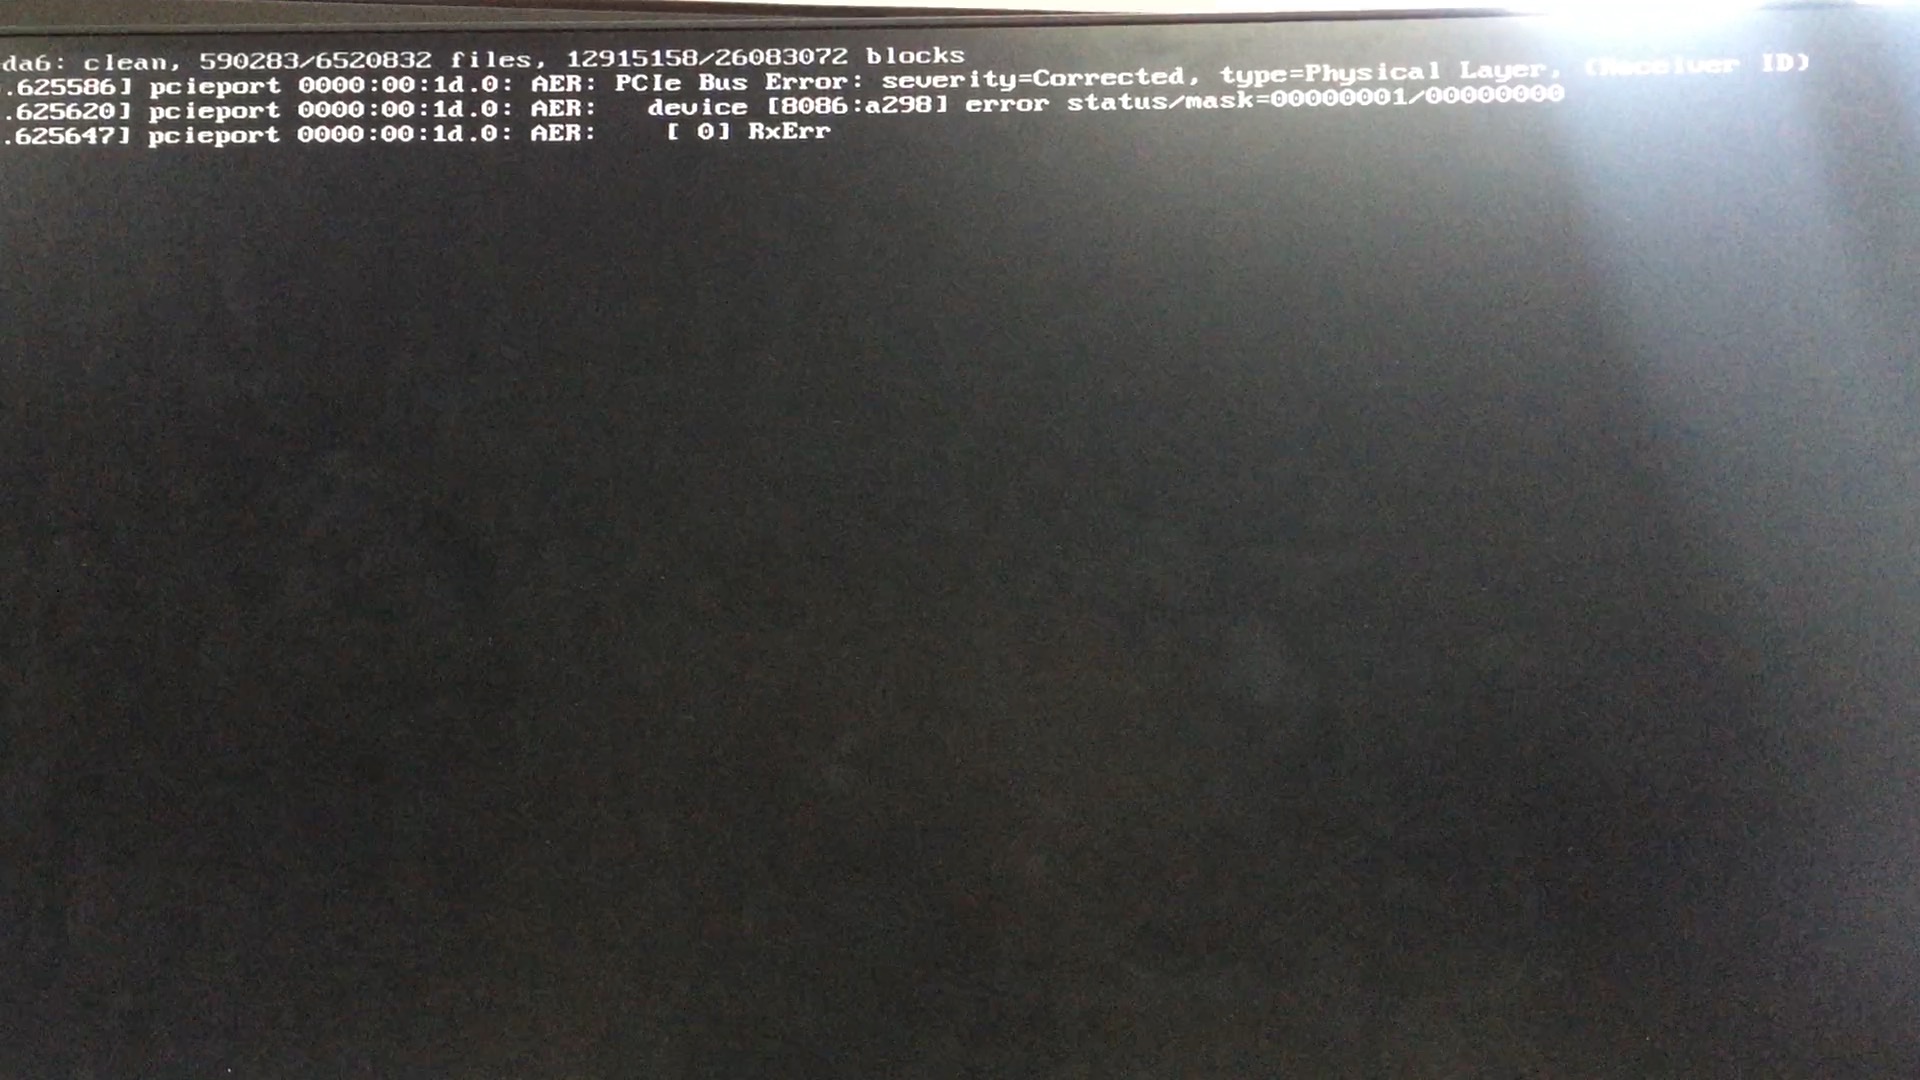 da6: clean, 590283/6520832 files, 12915158/26083072 blocks
.625586] pcieport 0000:00:1d.0: AER: PCIe Bus Error: severity=Corrected, type=Physical Layer, (Receiver ID)
.625620] pcieport 0000:00:1d.0: AER: device [8086:a298] error status/mask=00000001/00000000
.625647] pcieport 0000:00:1d.0: AER: [ 0] RxErr